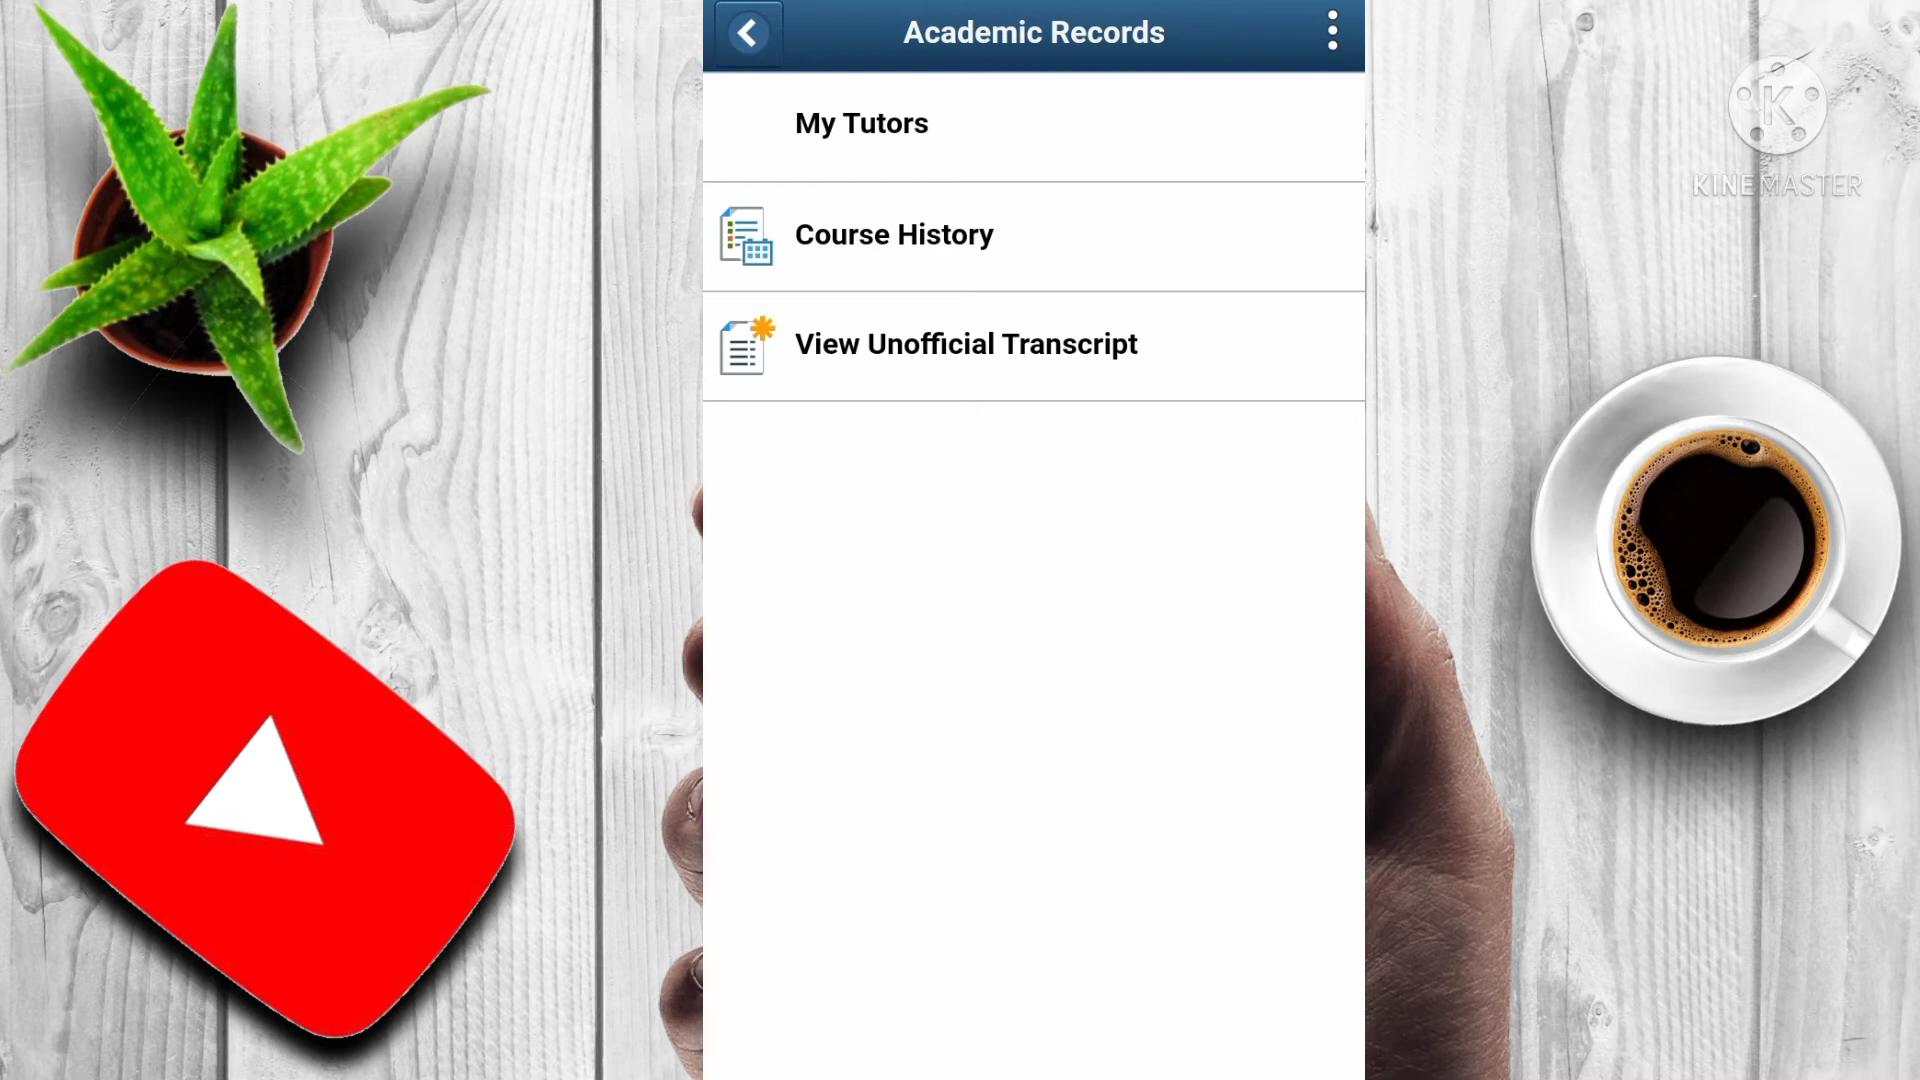 Academic Records
My Tutors
Course History
View Unofficial Transcript
K
KINEMASTER